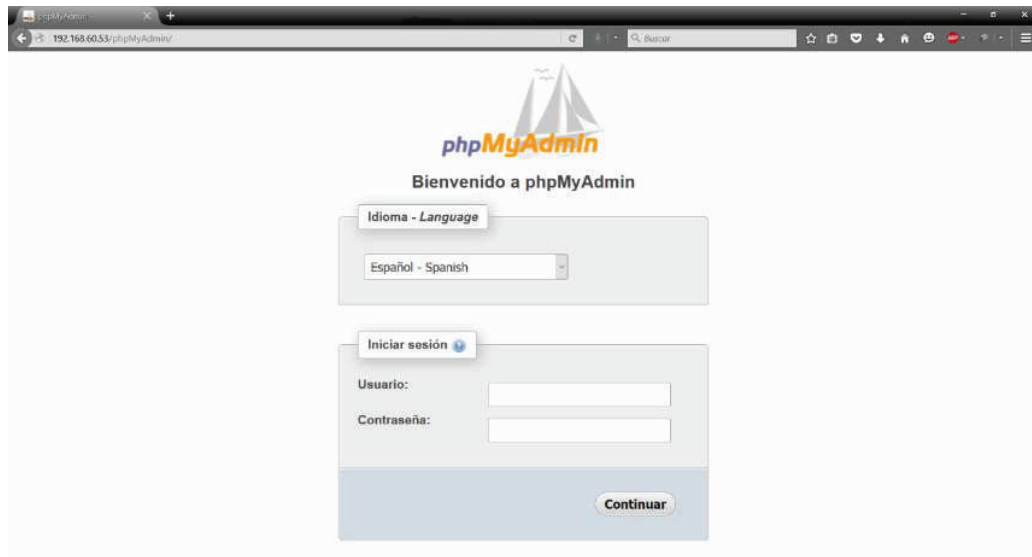 phpMyAdmin
192.168.60.53/phpMyAdmin/
Buscar
ABP
phpMyAdmin
Bienvenido a phpMyAdmin
Idioma - Language
Español - Spanish
Iniciar sesión
Usuario:
Contraseña:
Continuar